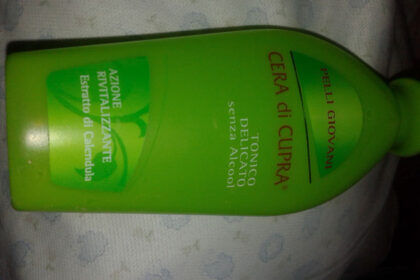 PELLI GIOVANI
CERA di CUPRA®
TONICO
DELICATO
senza Alcool
AZIONE
RIVITALIZZANTE
Estratto di Calendula